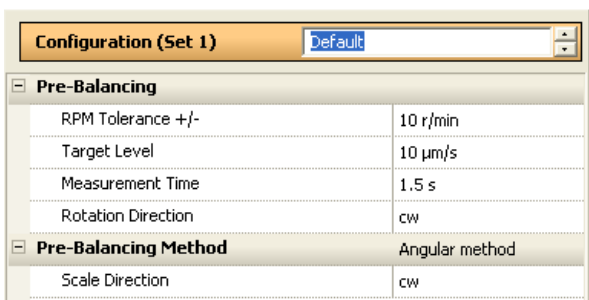 Configuration (Set 1) Default
Pre-Balancing
RPM Tolerance +/- 10 r/min
Target Level 10 µm/s
Measurement Time 1.5 s
Rotation Direction cw
Pre-Balancing Method Angular method
Scale Direction cw